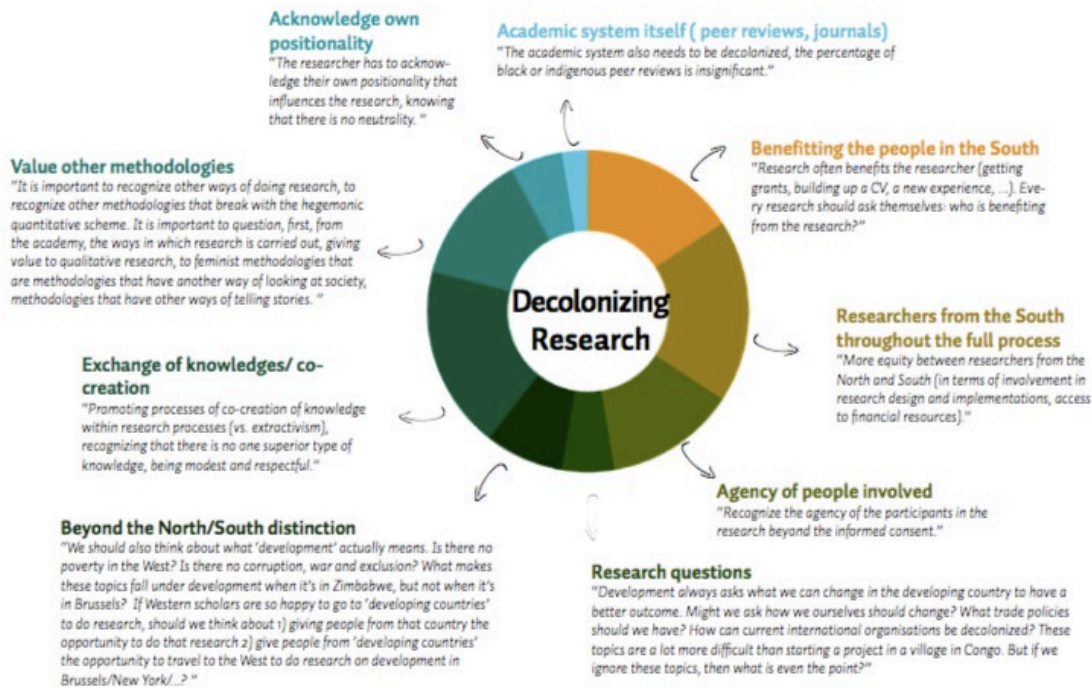 Acknowledge own
positionality
"The researcher has to acknow-
ledge their own positionality that
influences the research, knowing
that there is no neutrality. "
Academic system itself ( peer reviews, journals)
"The academic system also needs to be decolonized, the percentage of
black or indigenous peer reviews is insignificant."
Benefitting the people in the South
"Research often benefits the researcher (getting
grants, building up a CV, a new experience, ...). Eve-
ry research should ask themselves: who is benefiting
from the research?"
Value other methodologies
"It is important to recognize other ways of doing research, to
recognize other methodologies that break with the hegemonic
quantitative scheme. It is important to question, first, from
the academy, the ways in which research is carried out, giving
value to qualitative research, to feminist methodologies that
are methodologies that have another way of looking at society,
methodologies that have other ways of telling stories. "
Decolonizing
Research
Researchers from the South
throughout the full process
"More equity between researchers from the
North and South (in terms of involvement in
research design and implementations, access
to financial resources)."
Exchange of knowledges/ co-
creation
"Promoting processes of co-creation of knowledge
within research processes (vs. extractivism),
recognizing that there is no one superior type of
knowledge, being modest and respectful."
Agency of people involved
"Recognize the agency of the participants in the
research beyond the informed consent."
Beyond the North/South distinction
"We should also think about what 'development' actually means. Is there no
poverty in the West? Is there no corruption, war and exclusion? What makes
these topics fall under development when it's in Zimbabwe, but not when it's
in Brussels? If Western scholars are so happy to go to 'developing countries'
to do research, should we think about 1) giving people from that country the
opportunity to do that research 2) give people from 'developing countries'
the opportunity to travel to the West to do research on development in
Brussels/New York/...? "
Research questions
"Development always asks what we can change in the developing country to have a
better outcome. Might we ask how we ourselves should change? What trade policies
should we have? How can current international organisations be decolonized? These
topics are a lot more difficult than starting a project in a village in Congo. But if we
ignore these topics, then what is even the point?"